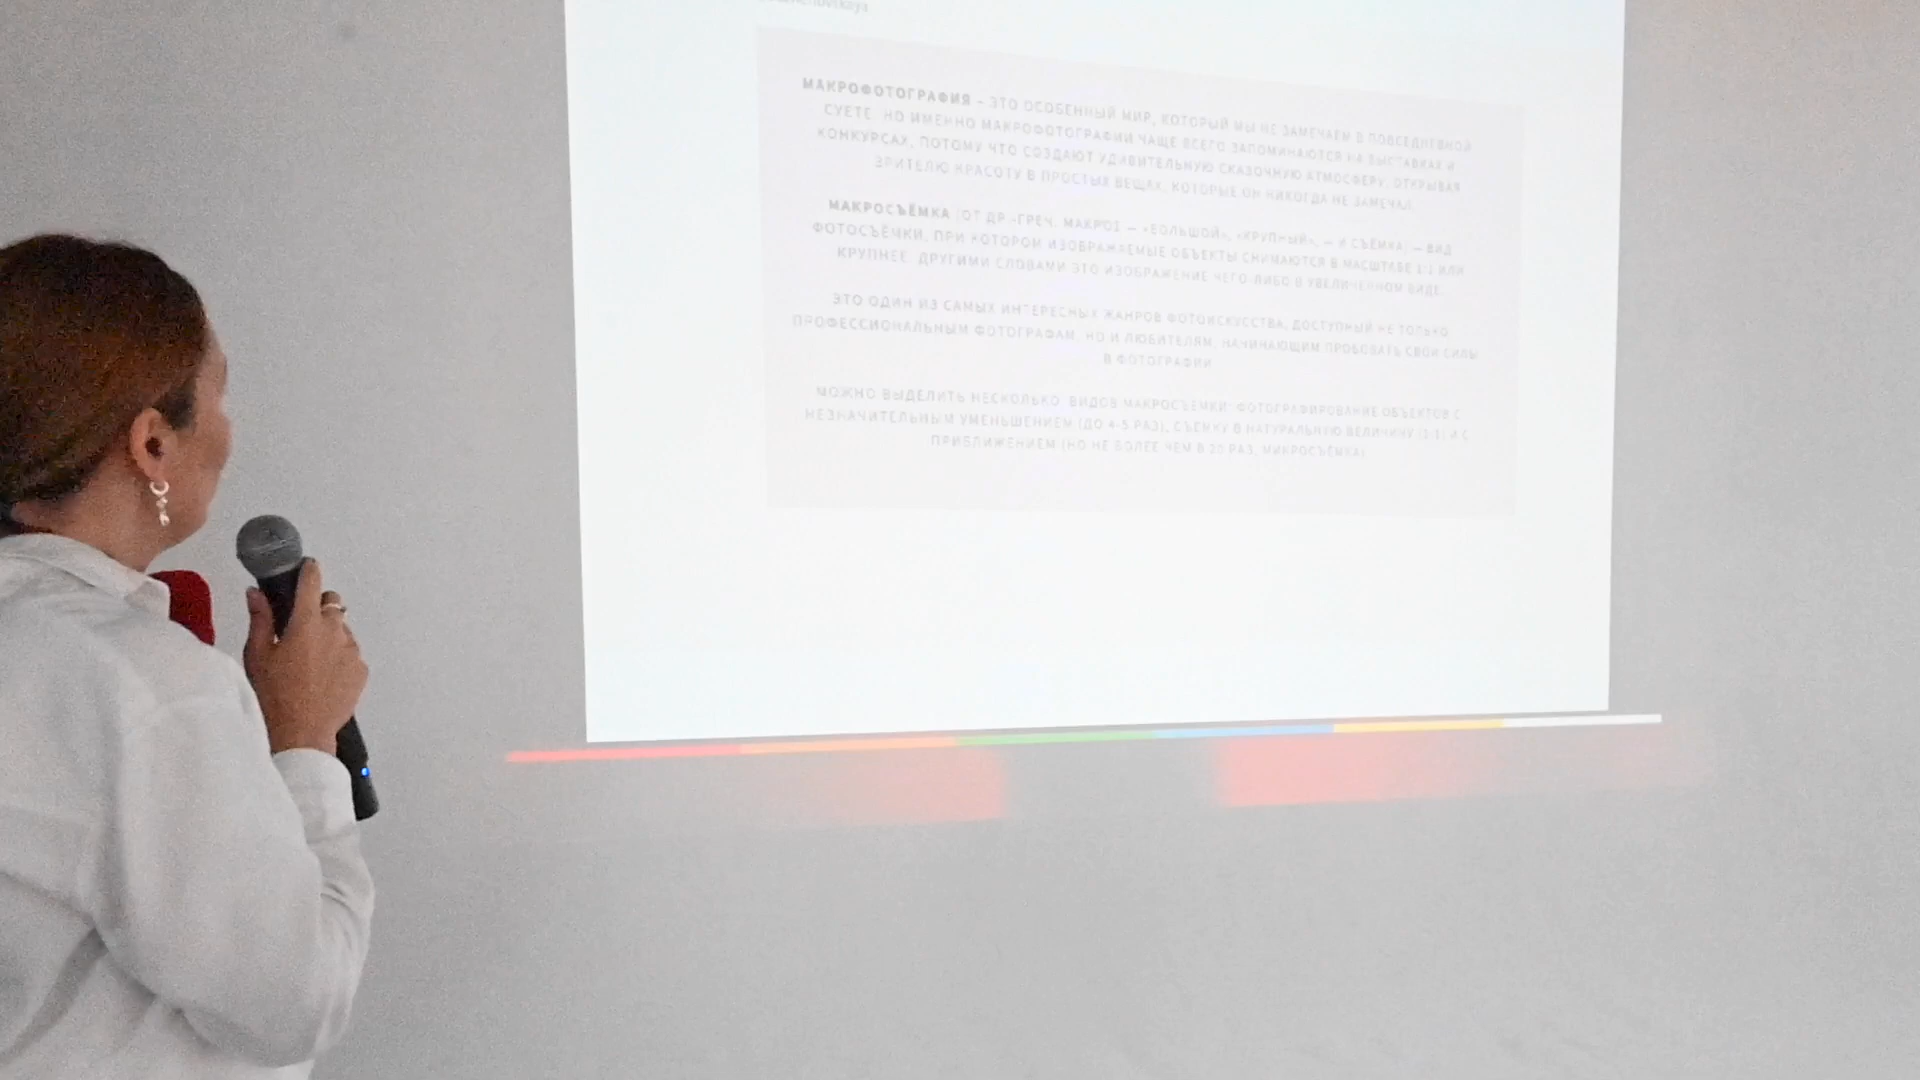 МАКРОФОТОГРАФИЯ – ЭТО ОСОБЕННЫЙ МИР, КОТОРЫЙ МЫ НЕ ЗАМЕЧАЕМ В ПОВСЕДНЕВНОЙ
СУЕТЕ. НО ИМЕННО МАКРОФОТОГРАФИИ ЧАЩЕ ВСЕГО ЗАПОМИНАЮТСЯ НА ВЫСТАВКАХ И
КОНКУРСАХ, ПОТОМУ ЧТО СОЗДАЮТ УДИВИТЕЛЬНУЮ СКАЗОЧНУЮ АТМОСФЕРУ, ОТКРЫВАЯ
ЗРИТЕЛЮ КРАСОТУ В ПРОСТЫХ ВЕЩАХ, КОТОРЫЕ ОН НИКОГДА НЕ ЗАМЕЧАЛ.
МАКРОСЪЁМКА (ОТ ДР.-ГРЕЧ. ΜΑΚΡΟΣ — «БОЛЬШОЙ», «КРУПНЫЙ», — И СЪЁМКА) — ВИД
ФОТОСЪЁМКИ, ПРИ КОТОРОМ ИЗОБРАЖАЕМЫЕ ОБЪЕКТЫ СНИМАЮТСЯ В МАСШТАБЕ 1:1 ИЛИ
КРУПНЕЕ. ДРУГИМИ СЛОВАМИ ЭТО ИЗОБРАЖЕНИЕ ЧЕГО-ЛИБО В УВЕЛИЧЕННОМ ВИДЕ.
ЭТО ОДИН ИЗ САМЫХ ИНТЕРЕСНЫХ ЖАНРОВ ФОТОИСКУССТВА, ДОСТУПНЫЙ НЕ ТОЛЬКО
ПРОФЕССИОНАЛЬНЫМ ФОТОГРАФАМ, НО И ЛЮБИТЕЛЯМ, НАЧИНАЮЩИМ ПРОБОВАТЬ СВОИ СИЛЫ
В ФОТОГРАФИИ.
МОЖНО ВЫДЕЛИТЬ НЕСКОЛЬКО ВИДОВ МАКРОСЪЕМКИ: ФОТОГРАФИРОВАНИЕ ОБЪЕКТОВ С
НЕЗНАЧИТЕЛЬНЫМ УМЕНЬШЕНИЕМ (ДО 4-5 РАЗ), СЪЕМКУ В НАТУРАЛЬНУЮ ВЕЛИЧИНУ (1:1) И С
ПРИБЛИЖЕНИЕМ (НО НЕ БОЛЕЕ ЧЕМ В 20 РАЗ, МИКРОСЪЕМКА).